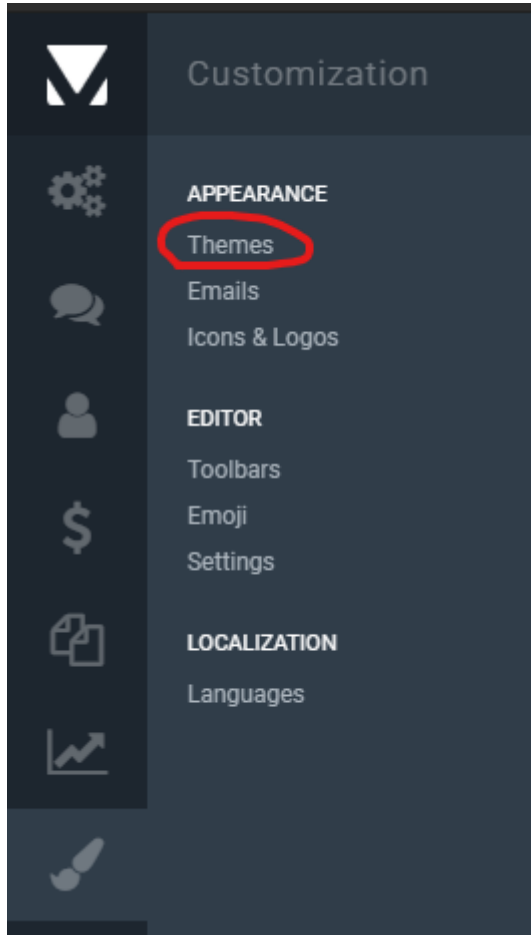 Customization
APPEARANCE
Themes
Emails
Icons & Logos
EDITOR
Toolbars
Emoji
Settings
LOCALIZATION
Languages